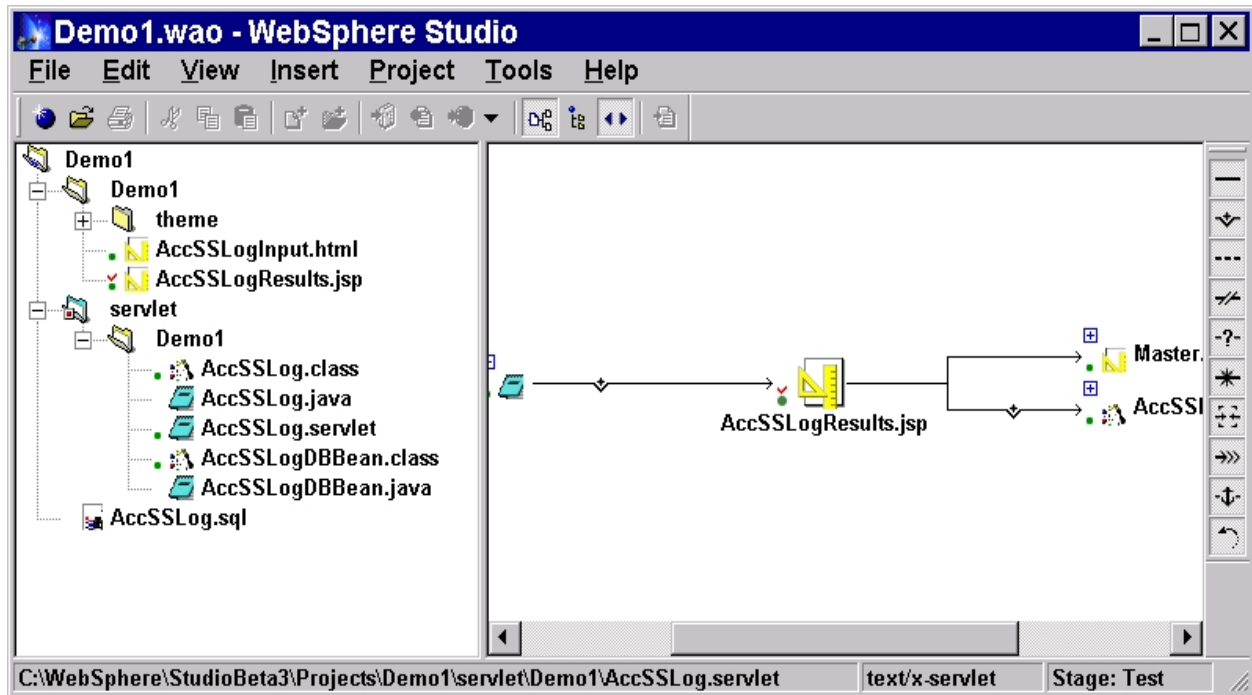 Demo1.wao - WebSphere Studio
File Edit View Insert Project Tools Help
Demo1
Demo1
theme
AccSSLogInput.html
AccSSLogResults.jsp
servlet
Demo1
AccSSLog.class
AccSSLog.java
AccSSLog.servlet
AccSSLogDBBean.class
AccSSLogDBBean.java
AccSSLog.sql
AccSSLogResults.jsp
Master.
AccSSl
-?-
C:\WebSphere\StudioBeta3\Projects\Demo1\servlet\Demo1\AccSSLog.servlet text/x-servlet Stage: Test